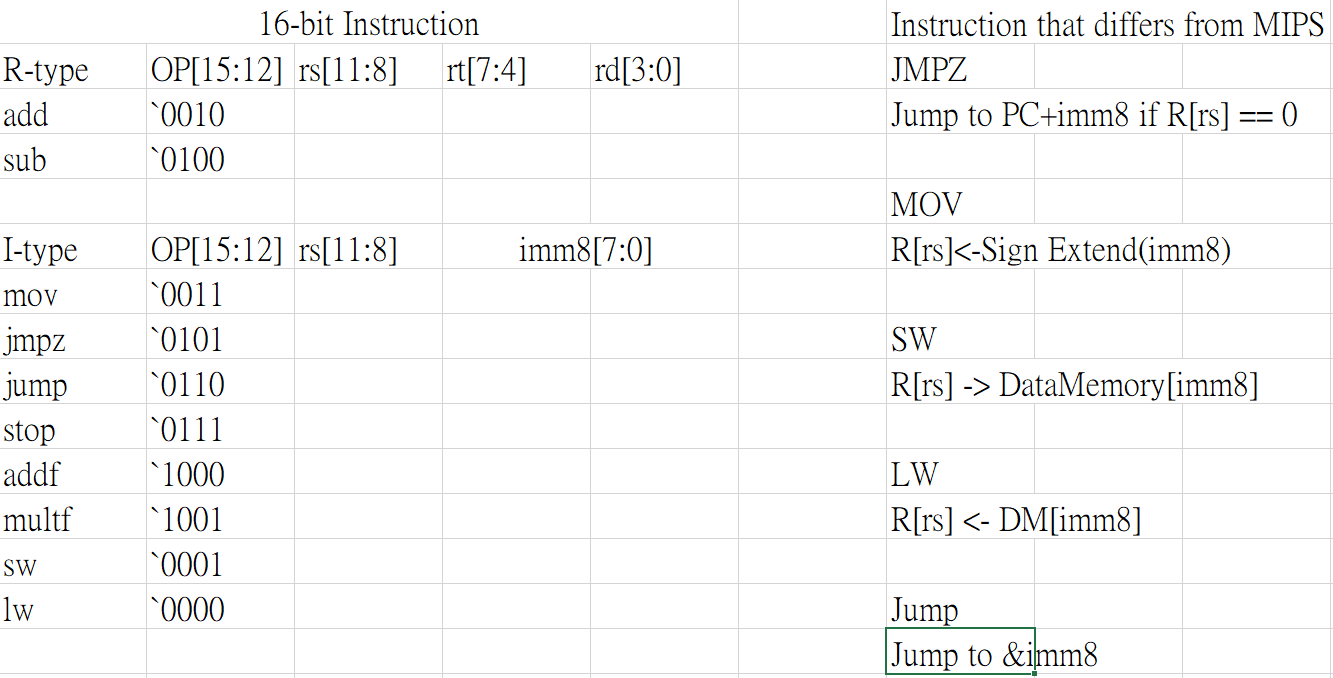 16-bit Instruction Instruction that differs from MIPS
R-type OP[15:12] rs[11:8] rt[7:4] rd[3:0] JMPZ
add `0010 Jump to PC+imm8 if R[rs] == 0
sub `0100
MOV
I-type OP[15:12] rs[11:8] imm8[7:0] R[rs]<-Sign Extend(imm8)
mov `0011
jmpz `0101 SW
jump `0110 R[rs] -> DataMemory[imm8]
stop `0111
addf `1000 LW
multf `1001 R[rs] <- DM[imm8]
sw `0001
lw `0000 Jump
Jump to &imm8